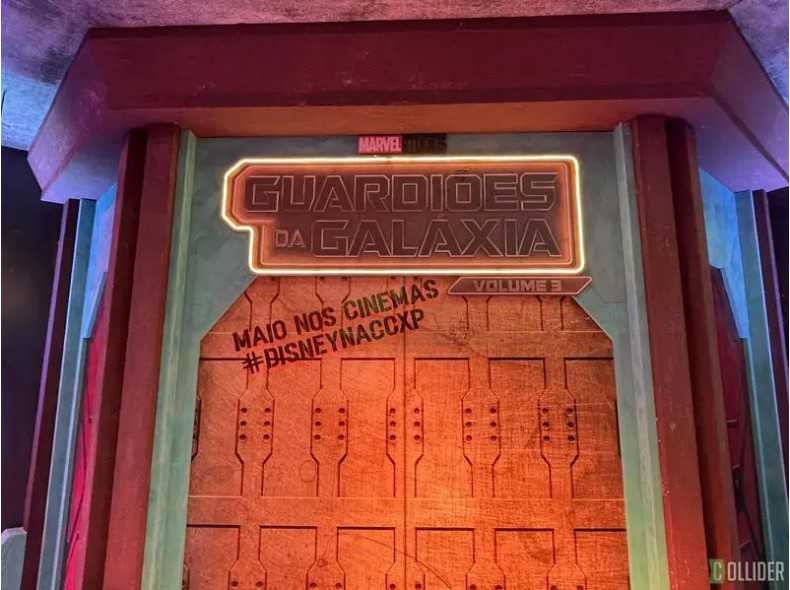 MARVEL STUDIOS
GUARDIÕES
DA GALÁXIA
VOLUME 3
MAIO NOS CINEMAS
#DISNEYNACCXP
COLLIDER